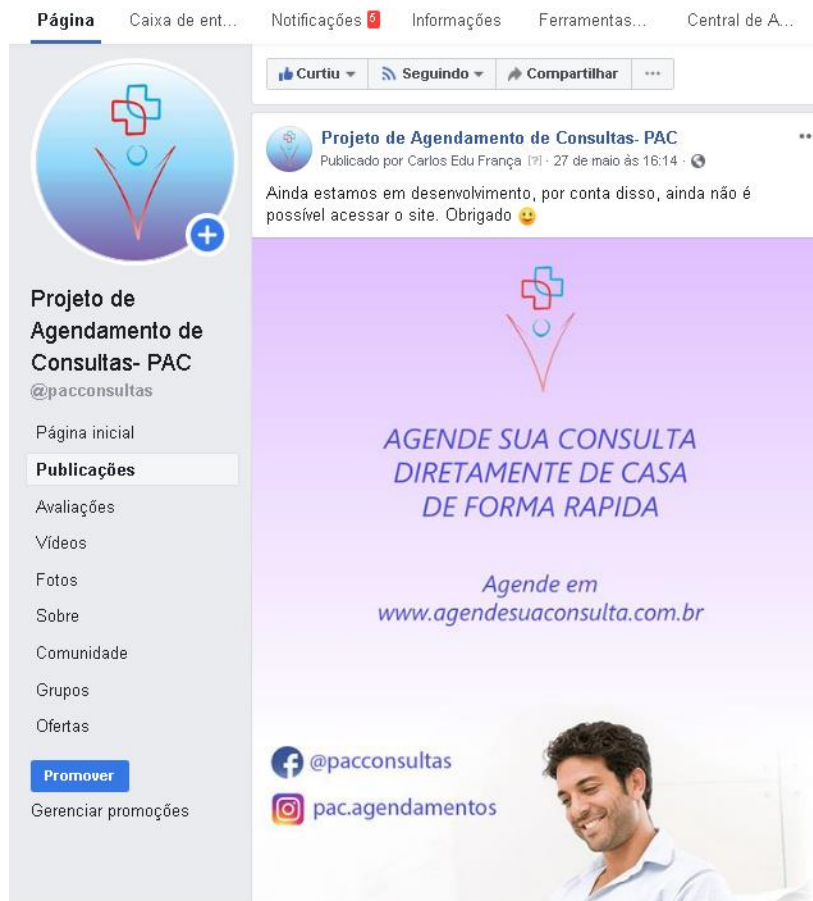 Página Caixa de ent... Notificações 6 Informações Ferramentas... Central de A...
Curtiu Seguindo Compartilhar ...
Projeto de
Agendamento de
Consultas- PAC
@pacconsultas
Página inicial
Publicações
Avaliações
Vídeos
Fotos
Sobre
Comunidade
Grupos
Ofertas
Promover
Gerenciar promoções
Projeto de Agendamento de Consultas- PAC
Publicado por Carlos Edu França [?] · 27 de maio às 16:14 ·
Ainda estamos em desenvolvimento, por conta disso, ainda não é
possível acessar o site. Obrigado 🙂
AGENDE SUA CONSULTA
DIRETAMENTE DE CASA
DE FORMA RAPIDA
Agende em
www.agendesuaconsulta.com.br
@pacconsultas
pac.agendamentos